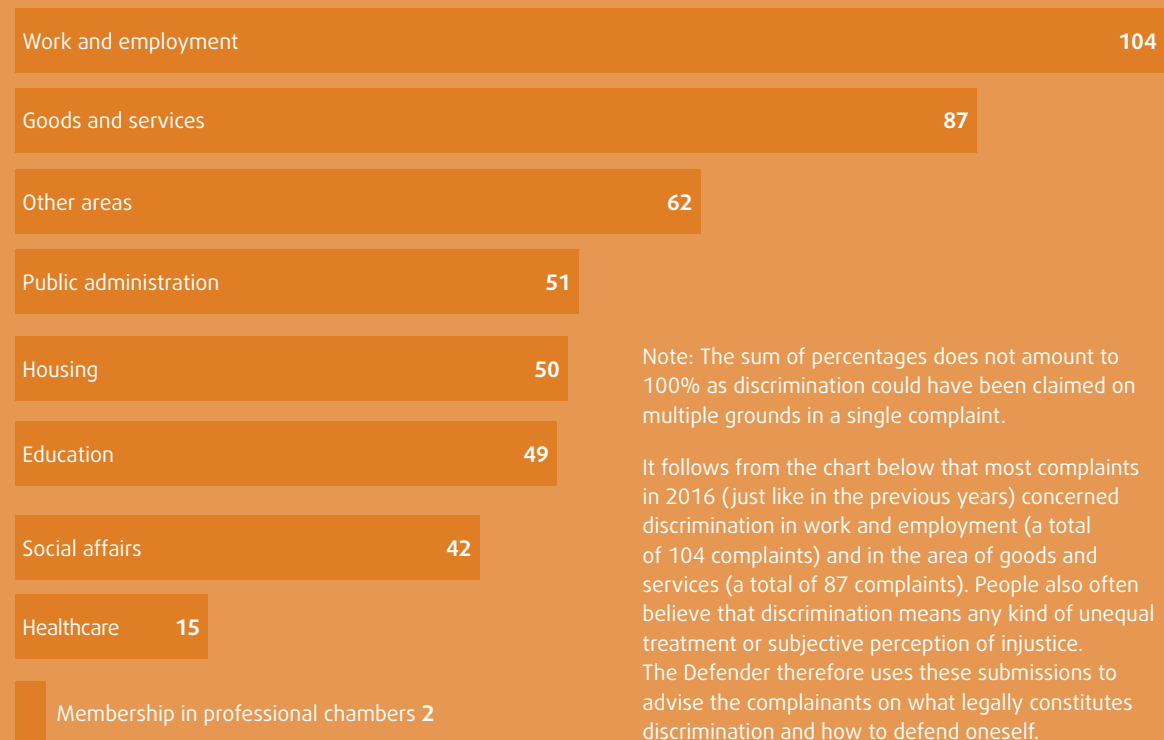 Work and employment 104
Goods and services 87
Other areas 62
Public administration 51
Housing 50
Education 49
Social affairs 42
Healthcare 15
Membership in professional chambers 2
Note: The sum of percentages does not amount to
100% as discrimination could have been claimed on
multiple grounds in a single complaint.
It follows from the chart below that most complaints
in 2016 (just like in the previous years) concerned
discrimination in work and employment (a total
of 104 complaints) and in the area of goods and
services (a total of 87 complaints). People also often
believe that discrimination means any kind of unequal
treatment or subjective perception of injustice.
The Defender therefore uses these submissions to
advise the complainants on what legally constitutes
discrimination and how to defend oneself.